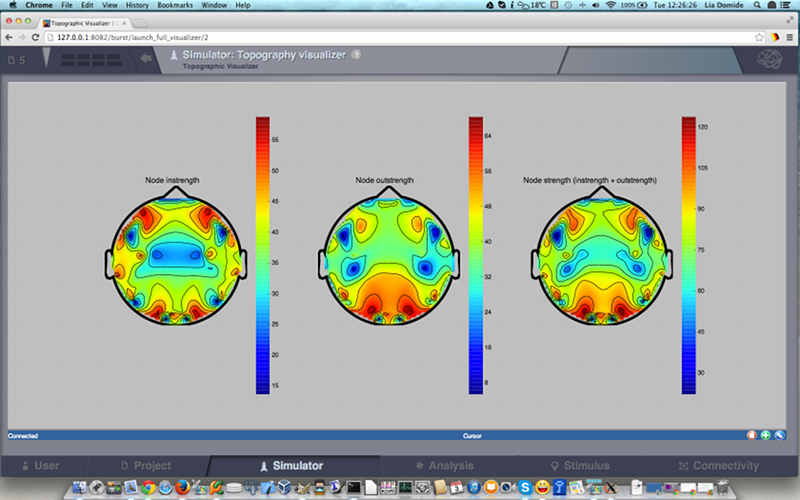 Chrome File Edit View History Bookmarks Window Help 18℃ 100% Tue 12:26:26 Lia Domide
Topographic Visualizer |
127.0.0.1:8082/burst/launch_full_visualizer/2
5 Simulator: Topography visualizer ?
Topographic Visualizer
Node instrength
55
50
45
40
35
30
25
20
15
Node outstrength
64
56
48
40
32
24
16
8
Node strength (instrength + outstrength)
120
105
90
75
60
45
30
Connected Cursor
User Project Simulator Analysis Stimulus Connectivity